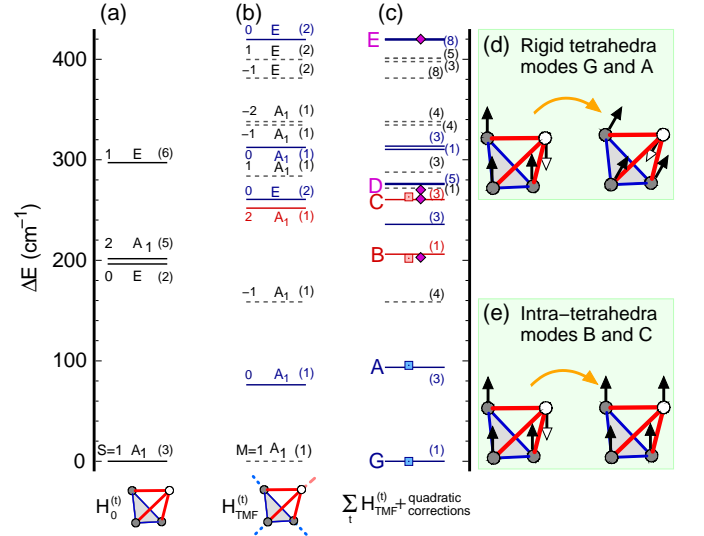 (a)
(b)
(c)
ΔE (cm⁻¹)
400
300
200
100
0
1 E (6)
2 A₁ (5)
0 E (2)
S=1 A₁ (3)
H₀⁽ᵗ⁾
0 E (2)
1 E (2)
−1 E (2)
−2 A₁ (1)
−1 A₁ (1)
0 A₁ (1)
1 A₁ (1)
0 E (2)
2 A₁ (1)
−1 A₁ (1)
0 A₁ (1)
M=1 A₁ (1)
H_TMF⁽ᵗ⁾
E (8)
(5)
(3)
(8)
(4)
(4)
(3)
(1)
(3)
D (5)
(1)
C (3)
(3)
B (1)
(4)
A (3)
G (1)
∑ₜ H_TMF⁽ᵗ⁾ + quadratic
corrections
(d) Rigid tetrahedra
modes G and A
(e) Intra−tetrahedra
modes B and C